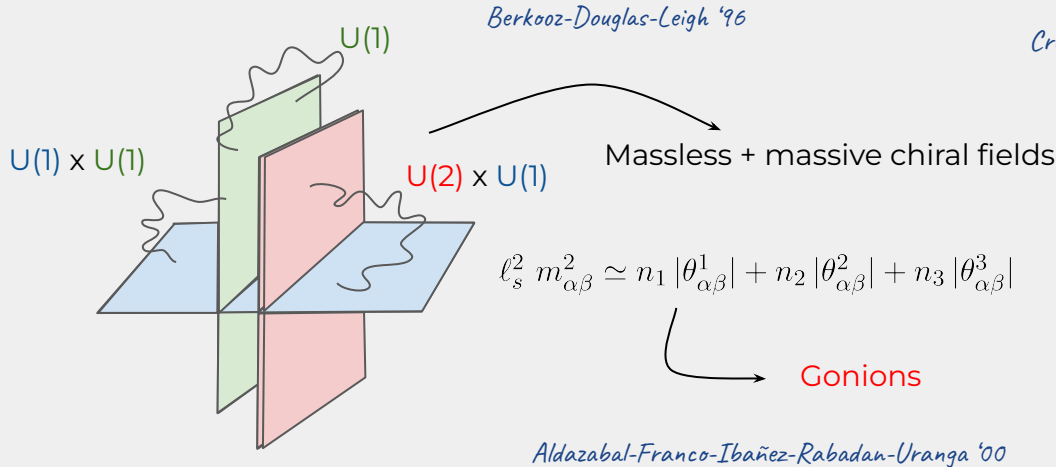 Berkooz-Douglas-Leigh ‘96
Cr
U(1)
U(1) x U(1)
U(2) x U(1)
Massless + massive chiral fields
ℓ_s^2 m_{αβ}^2 ≃ n_1 |θ_{αβ}^1| + n_2 |θ_{αβ}^2| + n_3 |θ_{αβ}^3|
Gonions
Aldazabal-Franco-Ibañez-Rabadan-Uranga ‘00